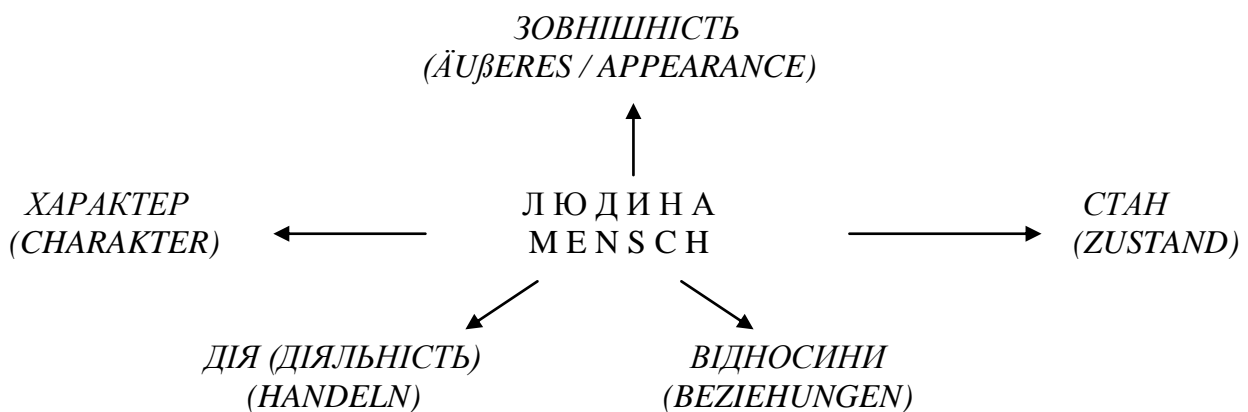 ЗОВНІШНІСТЬ
(ÄUßERES / APPEARANCE)
ХАРАКТЕР
(CHARAKTER)
Л Ю Д И Н А
M E N S C H
СТАН
(ZUSTAND)
ДІЯ (ДІЯЛЬНІСТЬ)
(HANDELN)
ВІДНОСИНИ
(BEZIEHUNGEN)